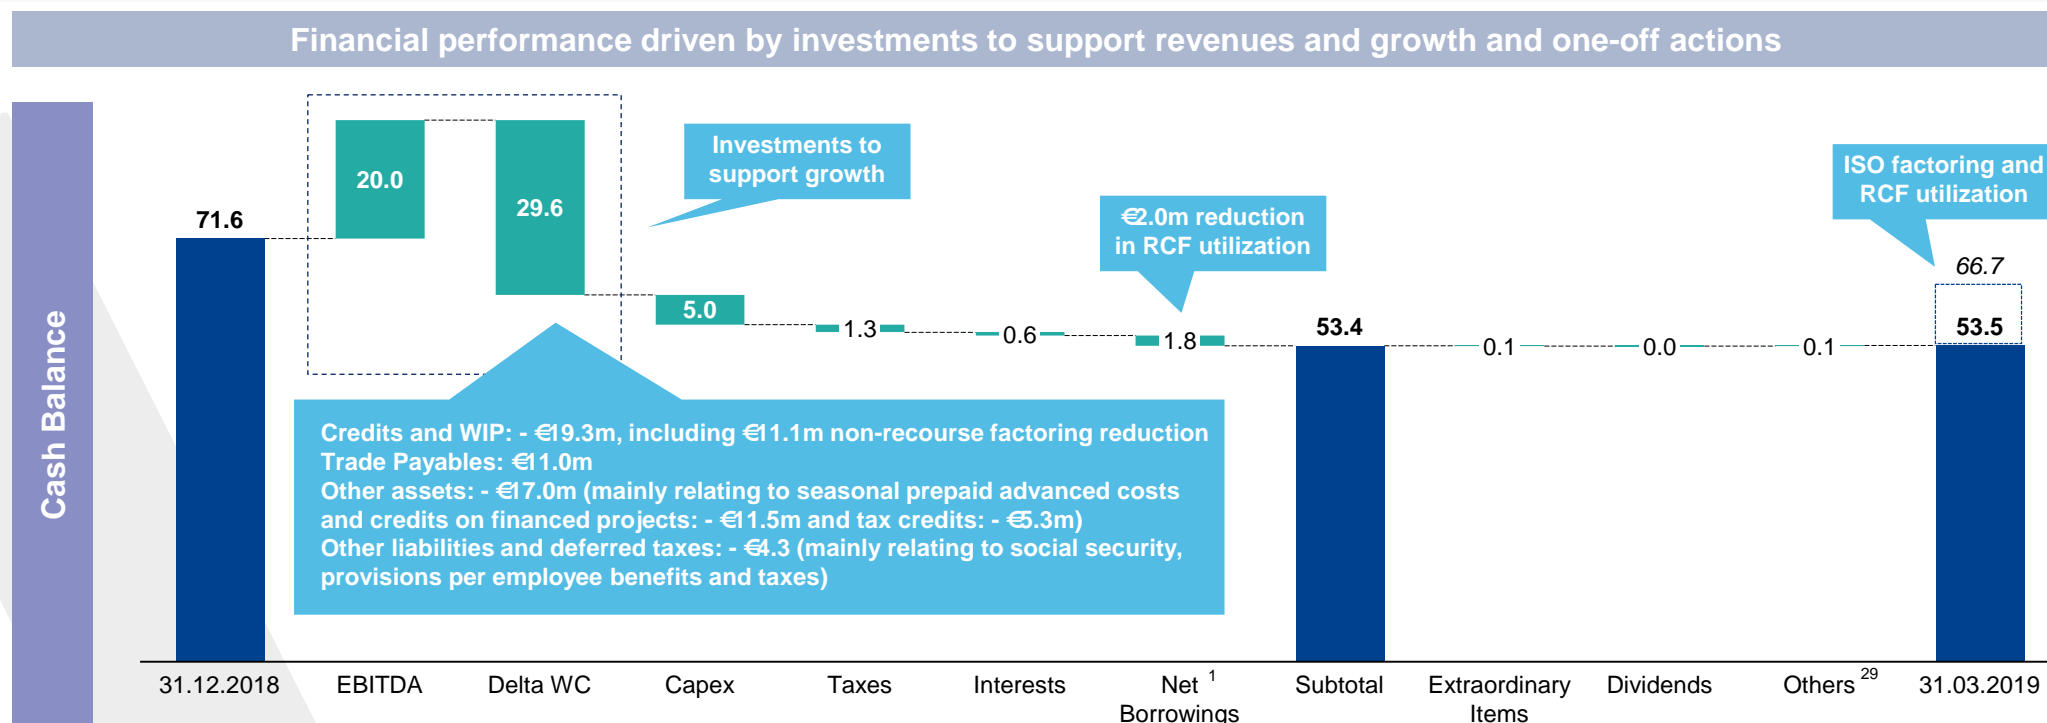 Financial performance driven by investments to support revenues and growth and one-off actions
Cash Balance
71.6
20.0
29.6
Investments to
support growth
5.0
1.3
0.6
€2.0m reduction
in RCF utilization
1.8
53.4
0.1
0.0
0.1
ISO factoring and
RCF utilization
66.7
53.5
Credits and WIP: - €19.3m, including €11.1m non-recourse factoring reduction
Trade Payables: €11.0m
Other assets: - €17.0m (mainly relating to seasonal prepaid advanced costs
and credits on financed projects: - €11.5m and tax credits: - €5.3m)
Other liabilities and deferred taxes: - €4.3 (mainly relating to social security,
provisions per employee benefits and taxes)
31.12.2018
EBITDA
Delta WC
Capex
Taxes
Interests
Net 1
Borrowings
Subtotal
Extraordinary
Items
Dividends
Others 29
31.03.2019